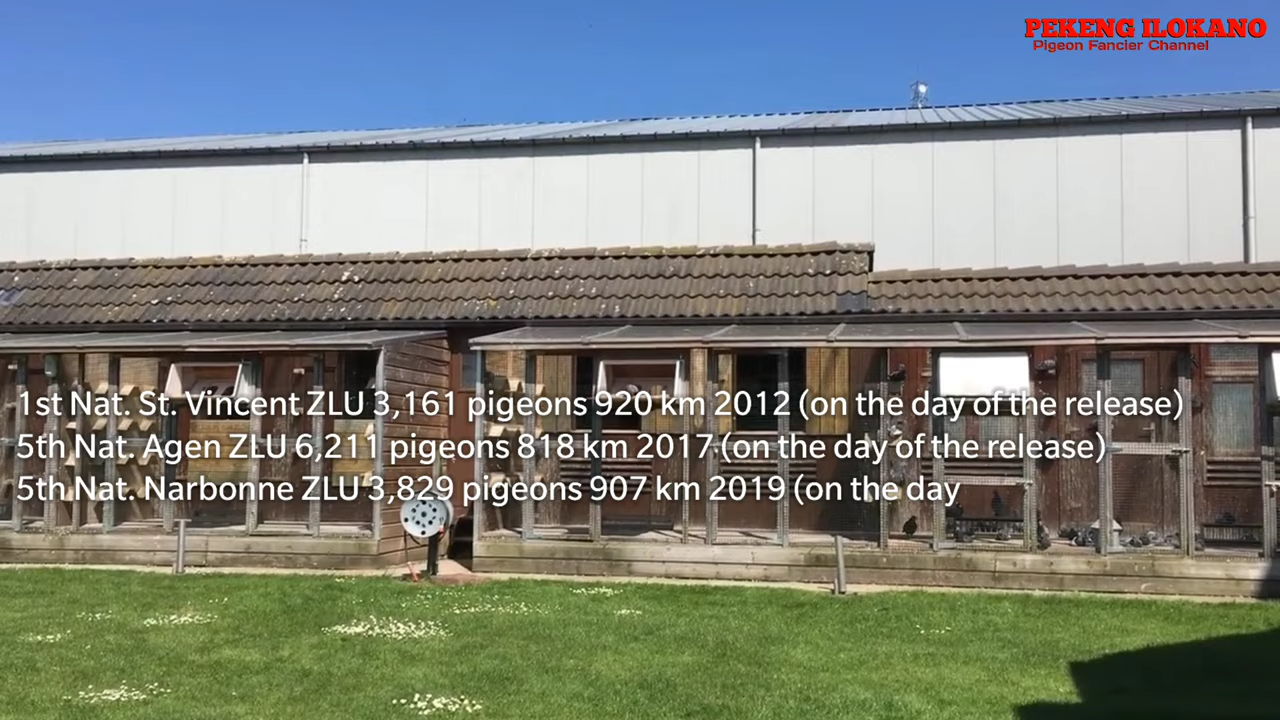 PEKENG ILOKANO
Pigeon Fancier Channel
1st Nat. St. Vincent ZLU 3,161 pigeons 920 km 2012 (on the day of the release)
5th Nat. Agen ZLU 6,211 pigeons 818 km 2017 (on the day of the release)
5th Nat. Narbonne ZLU 3,829 pigeons 907 km 2019 (on the day